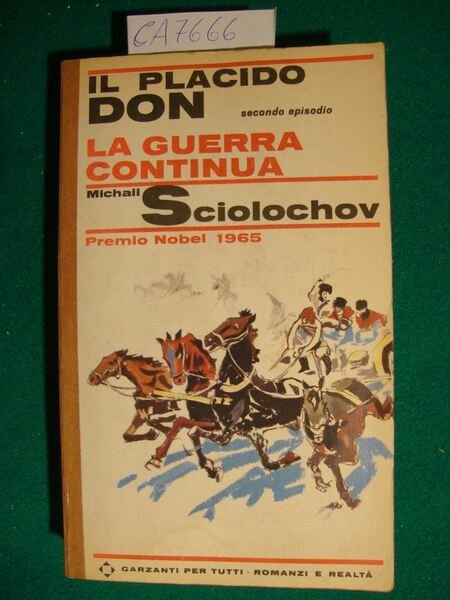 CA7666
IL PLACIDO
DON secondo episodio
LA GUERRA
CONTINUA
Michail Sciolochov
Premio Nobel 1965
GARZANTI PER TUTTI · ROMANZI E REALTÀ